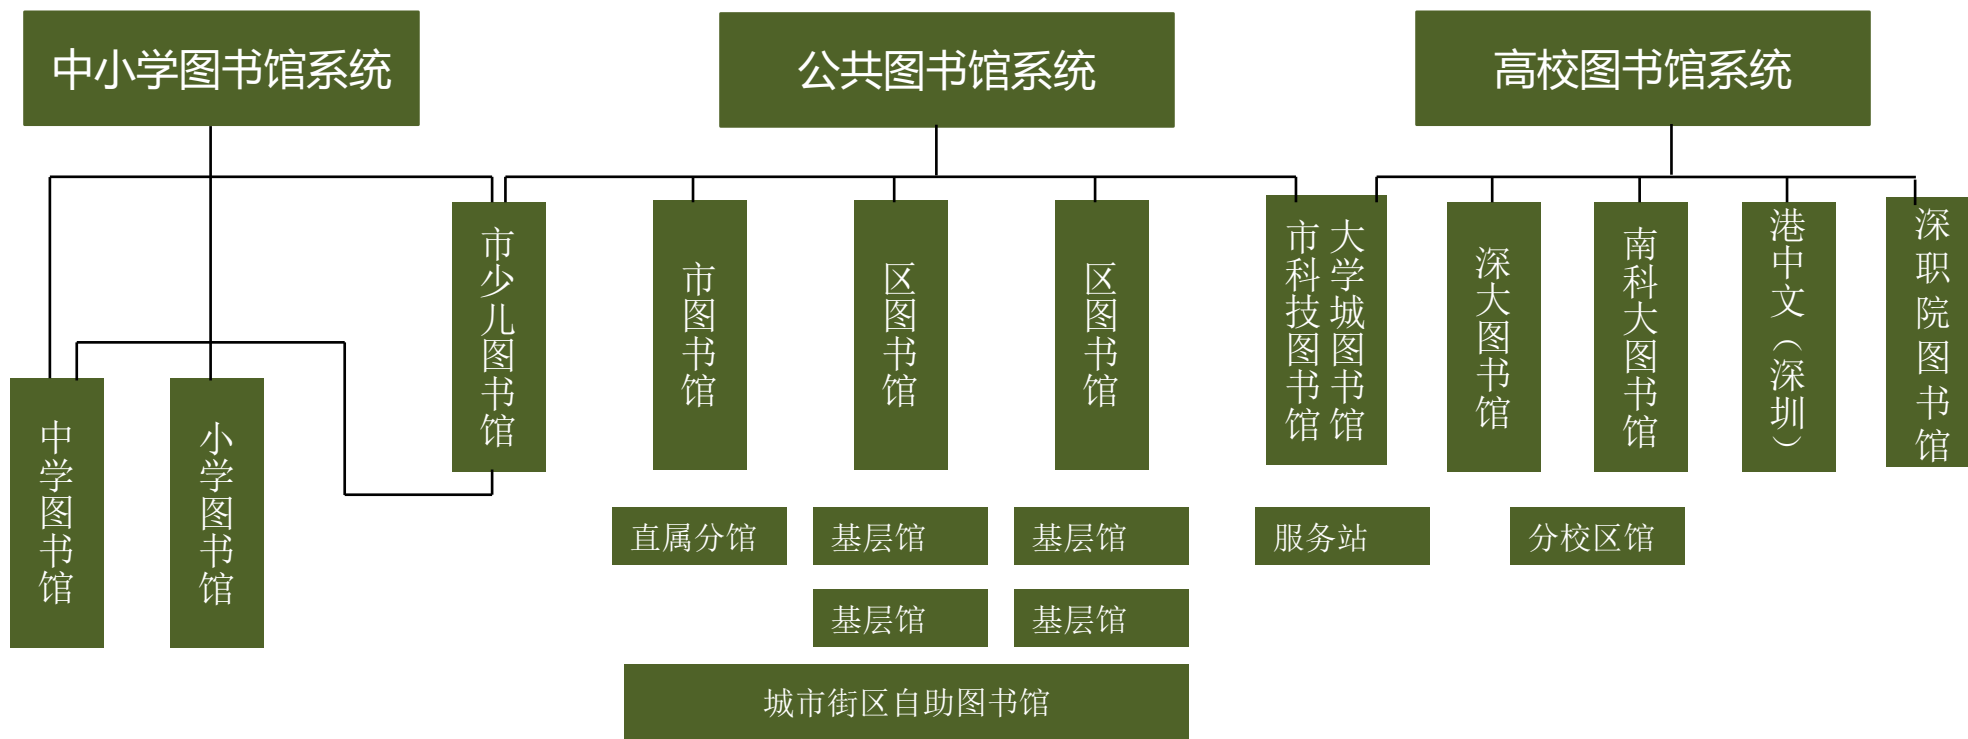 中小学图书馆系统
公共图书馆系统
高校图书馆系统
市少儿图书馆
市图书馆
区图书馆
区图书馆
市科技图书馆
大学城图书馆
深大图书馆
南科大图书馆
港中文（深圳）
深职院图书馆
中学图书馆
小学图书馆
直属分馆
基层馆
基层馆
服务站
分校区馆
基层馆
基层馆
城市街区自助图书馆